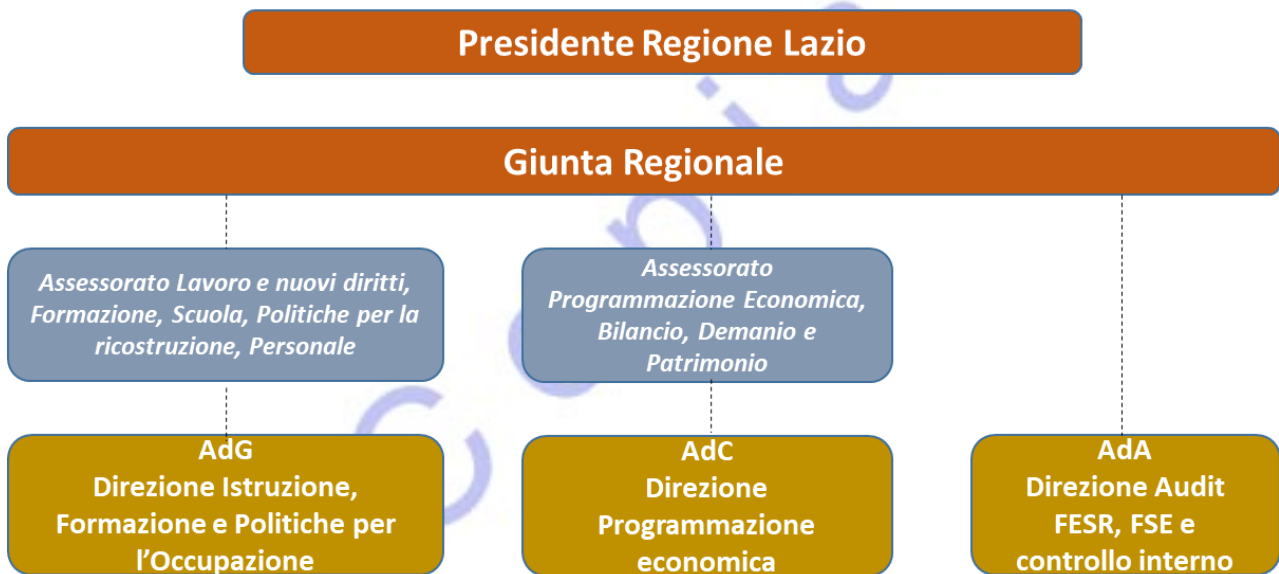 Presidente Regione Lazio
Giunta Regionale
Assessorato Lavoro e nuovi diritti,
Formazione, Scuola, Politiche per la
ricostruzione, Personale
Assessorato
Programmazione Economica,
Bilancio, Demanio e
Patrimonio
AdG
Direzione Istruzione,
Formazione e Politiche per
l’Occupazione
AdC
Direzione
Programmazione
economica
AdA
Direzione Audit
FESR, FSE e
controllo interno
Copia